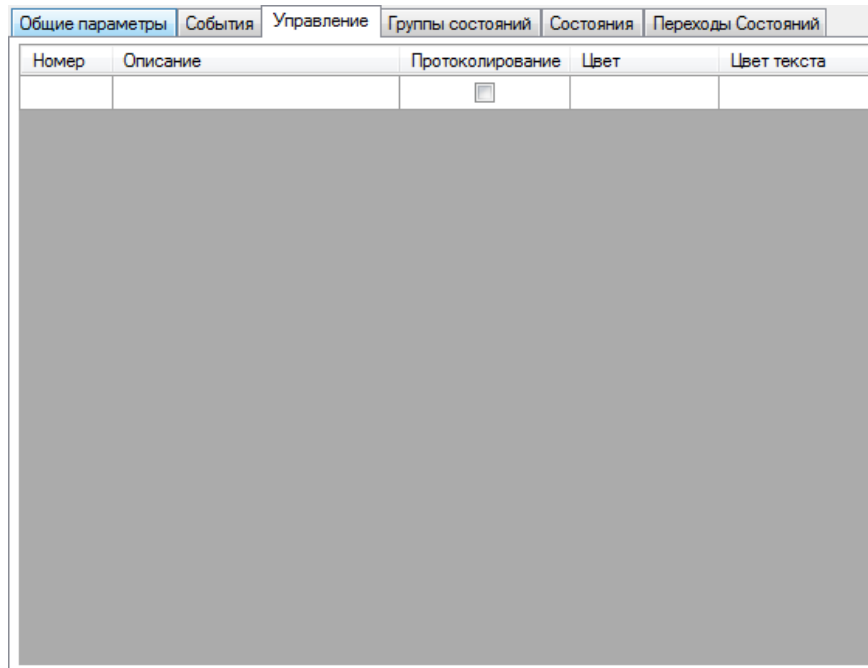 Общие параметры События Управление Группы состояний Состояния Переходы Состояний
Номер Описание Протоколирование Цвет Цвет текста